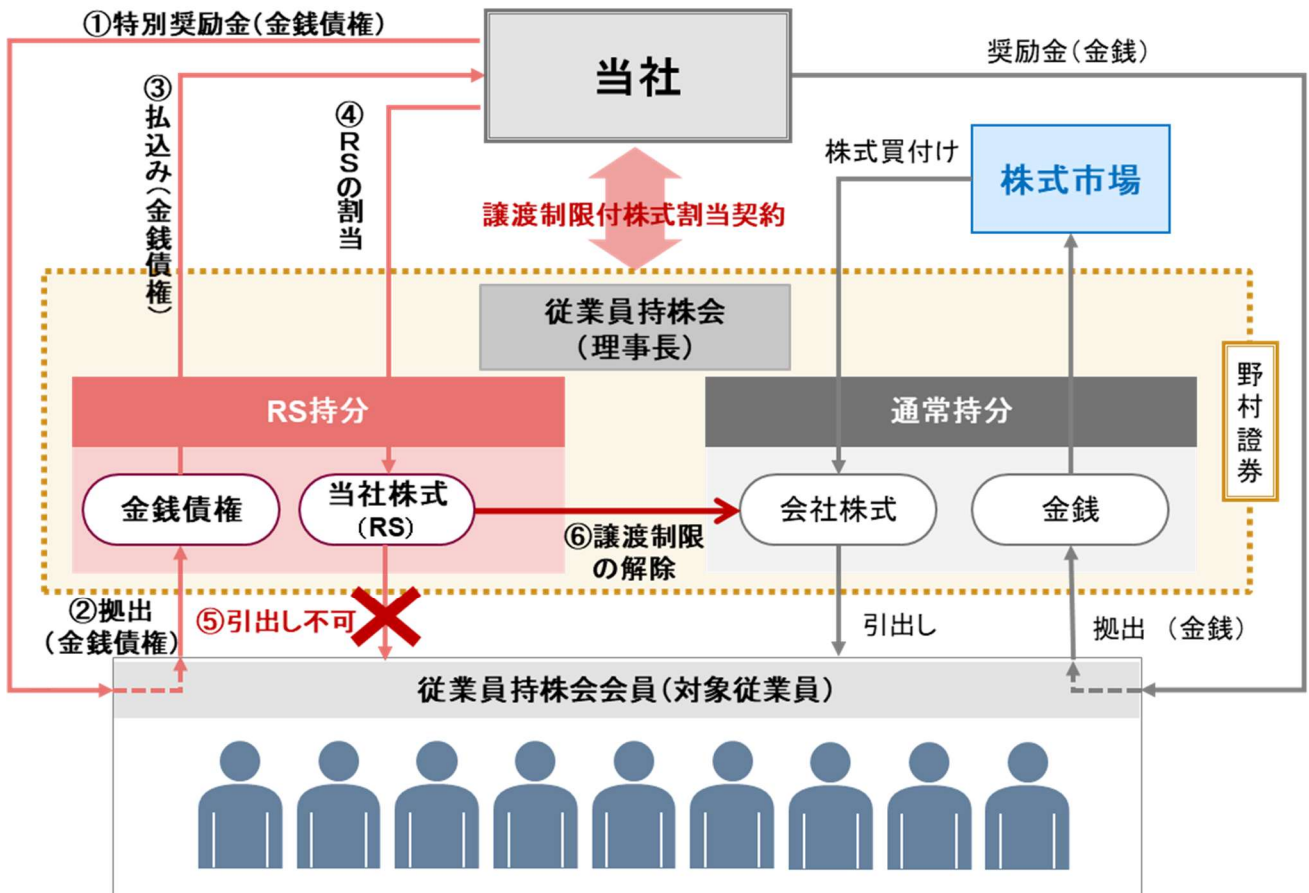 ①特別奨励金(金銭債権)
当社
奨励金(金銭)
③払込み(金銭債権)
④RSの割当
株式買付け
株式市場
譲渡制限付株式割当契約
従業員持株会
(理事長)
野村證券
RS持分
通常持分
金銭債権
当社株式
(RS)
会社株式
金銭
⑥譲渡制限
の解除
②拠出
(金銭債権)
⑤引出し不可
引出し
拠出 (金銭)
従業員持株会会員(対象従業員)